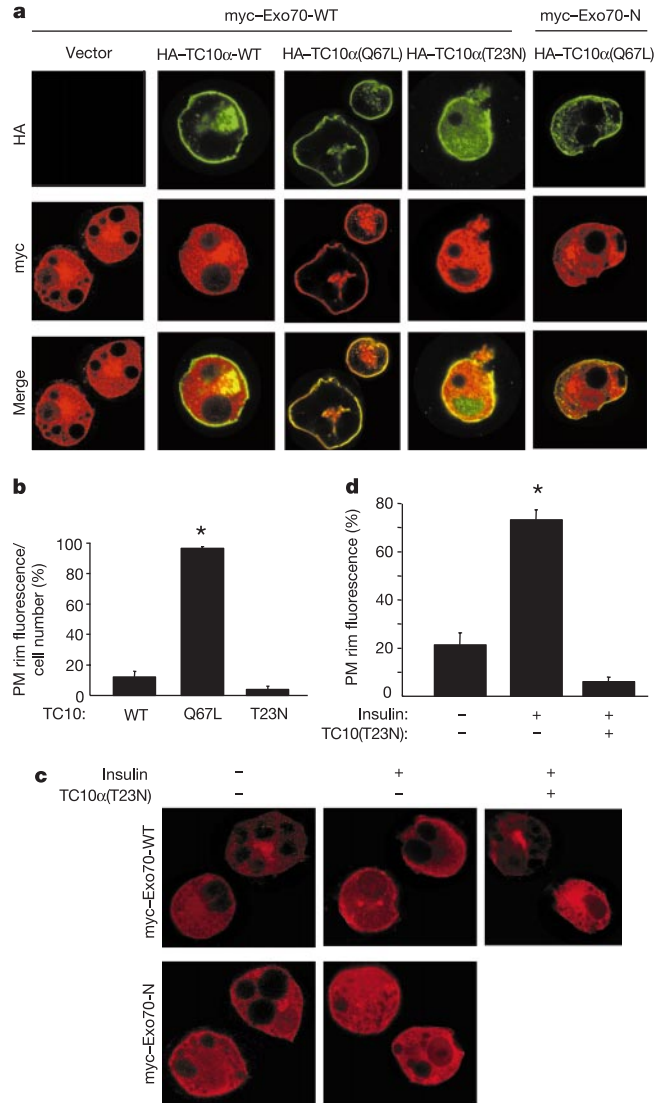 a
myc–Exo70-WT
myc–Exo70-N
Vector
HA–TC10α-WT
HA–TC10α(Q67L)
HA–TC10α(T23N)
HA–TC10α(Q67L)
HA
myc
Merge
b
PM rim fluorescence/
cell number (%)
100
80
60
40
20
0
*
TC10:
WT
Q67L
T23N
d
PM rim fluorescence (%)
80
60
40
20
0
*
Insulin: – + +
TC10(T23N): – – +
c
Insulin – + +
TC10α(T23N) – – +
myc–Exo70-WT
myc–Exo70-N